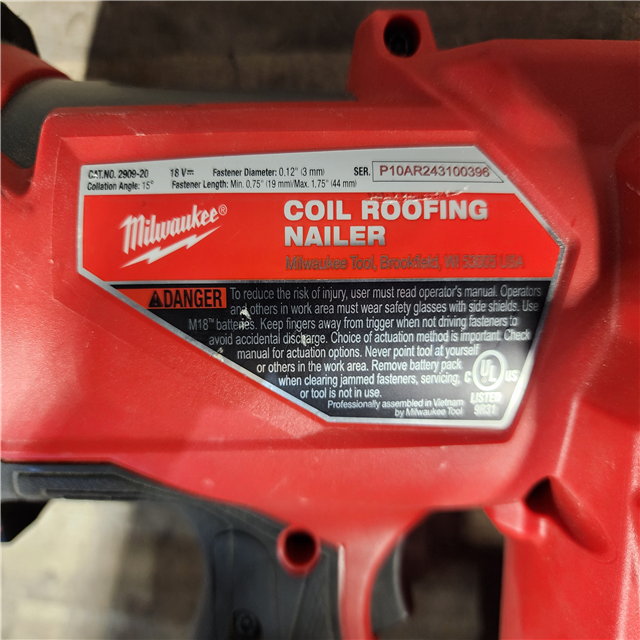 CAT.NO. 2909-20 18 V⎓ Fastener Diameter: 0.12" (3 mm) SER. P10AR243100396
Collation Angle: 15° Fastener Length: Min. 0.75" (19 mm)/Max. 1.75" (44 mm)
Milwaukee®
COIL ROOFING
NAILER
Milwaukee Tool, Brookfield, WI 53005 USA
⚠DANGER To reduce the risk of injury, user must read operator's manual. Operators
and others in work area must wear safety glasses with side shields. Use
M18™ batteries. Keep fingers away from trigger when not driving fasteners to
avoid accidental discharge. Choice of actuation method is important. Check
manual for actuation options. Never point tool at yourself
or others in the work area. Remove battery pack
when clearing jammed fasteners, servicing,
or tool is not in use.
Professionally assembled in Vietnam
by Milwaukee Tool
C UL US
LISTED
9B31